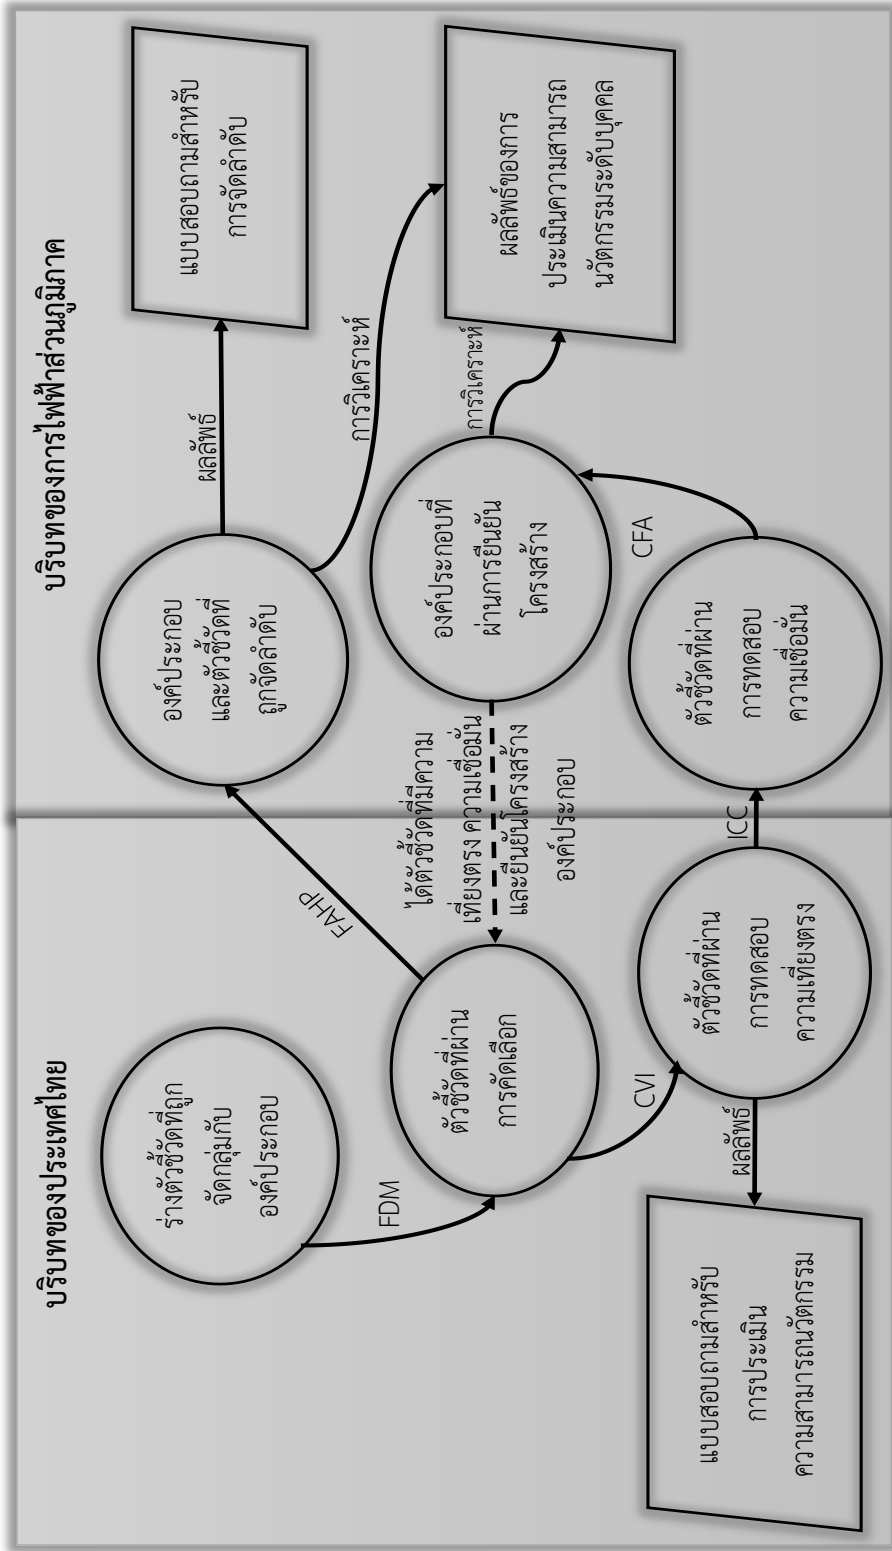 บริบทของประเทศไทย
ร่างตัวชี้วัดที่ถูก
จัดกลุ่มกับ
องค์ประกอบ
FDM
ตัวชี้วัดที่ผ่าน
การคัดเลือก
CVI
ตัวชี้วัดที่ผ่าน
การทดสอบ
ความเที่ยงตรง
ผลลัพธ์
แบบสอบถามสำหรับ
การประเมิน
ความสามารถนวัตกรรม
FAHP
ได้ตัวชี้วัดที่มีความ
เที่ยงตรง ความเชื่อมั่น
และยืนยันโครงสร้าง
องค์ประกอบ
ICC
บริบทของการไฟฟ้าส่วนภูมิภาค
องค์ประกอบ
และตัวชี้วัดที่
ถูกจัดลำดับ
ผลลัพธ์
แบบสอบถามสำหรับ
การจัดลำดับ
การวิเคราะห์
องค์ประกอบที่
ผ่านการยืนยัน
โครงสร้าง
การวิเคราะห์
ผลลัพธ์ของการ
ประเมินความสามารถ
นวัตกรรมระดับบุคคล
CFA
ตัวชี้วัดที่ผ่าน
การทดสอบ
ความเชื่อมั่น